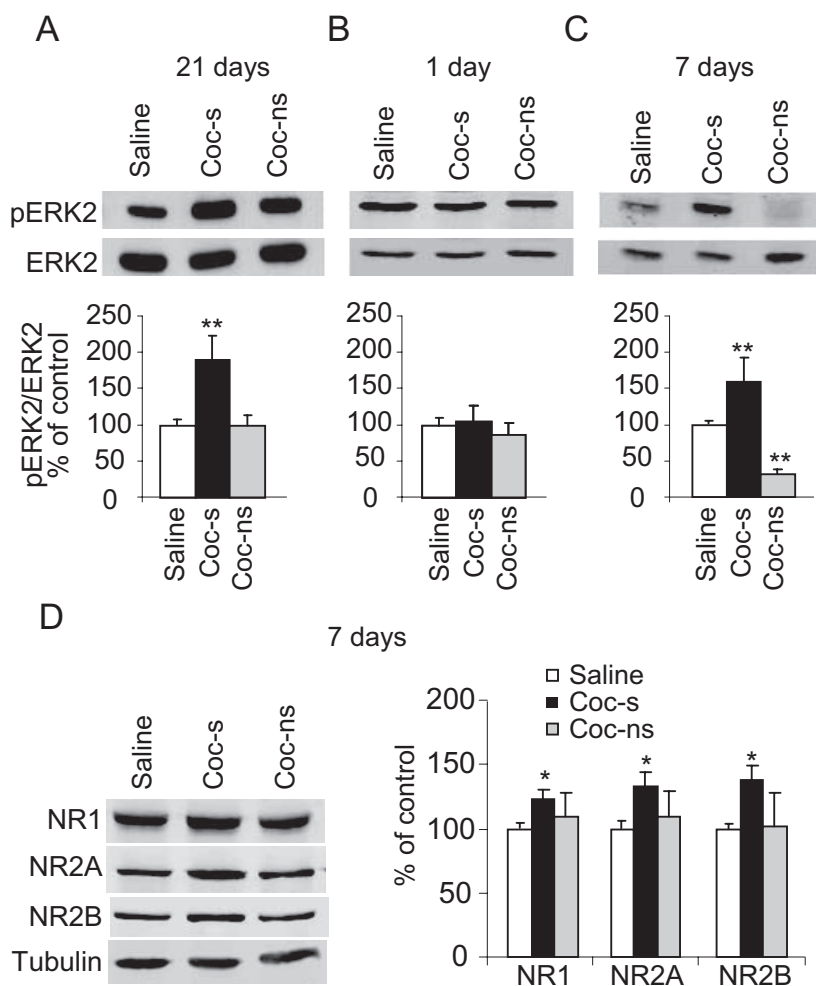 A
B
C
21 days
1 day
7 days
Saline
Coc-s
Coc-ns
Saline
Coc-s
Coc-ns
Saline
Coc-s
Coc-ns
pERK2
ERK2
pERK2/ERK2
% of control
250
200
150
100
50
0
**
Saline
Coc-s
Coc-ns
250
200
150
100
50
0
Saline
Coc-s
Coc-ns
250
200
150
100
50
0
**
**
Saline
Coc-s
Coc-ns
D
7 days
Saline
Coc-s
Coc-ns
NR1
NR2A
NR2B
Tubulin
Saline
Coc-s
Coc-ns
% of control
200
150
100
50
0
*
*
*
NR1
NR2A
NR2B